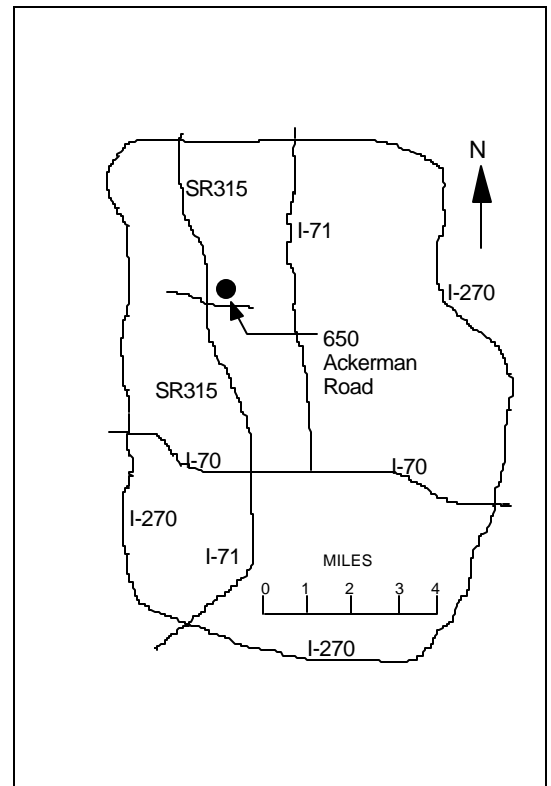 N
SR315
I-71
I-270
650
Ackerman
Road
SR315
I-70
I-70
I-270
I-71
MILES
0 1 2 3 4
I-270